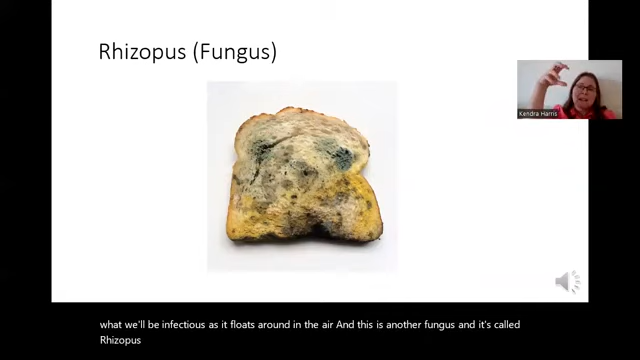 Rhizopus (Fungus)
Kendra Harris
what we'll be infectious as it floats around in the air And this is another fungus and it's called
Rhizopus